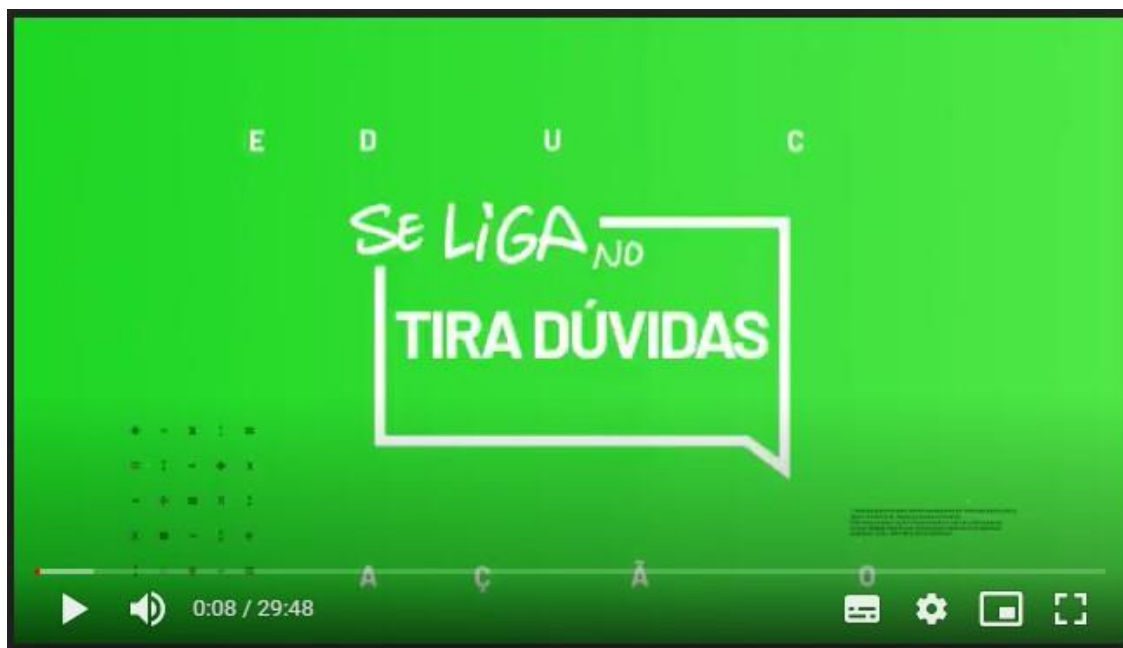 E D U C
SE LiGA NO
TIRA DÚVIDAS
+ - x : =
= : - + x
- + = x :
x = - : +
A Ç Ã O
0:08 / 29:48